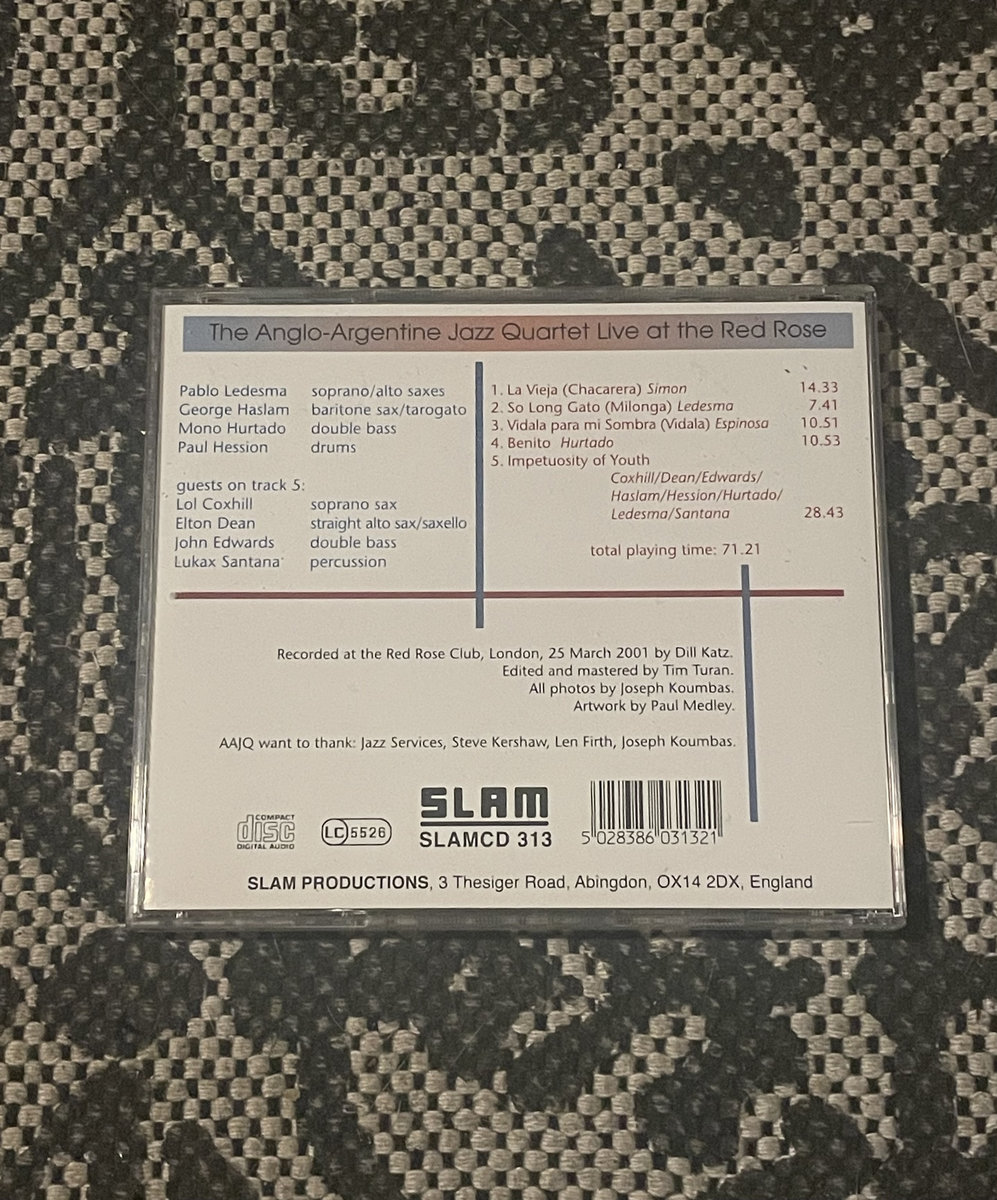 The Anglo-Argentine Jazz Quartet Live at the Red Rose
Pablo Ledesma soprano/alto saxes
George Haslam baritone sax/tarogato
Mono Hurtado double bass
Paul Hession drums
guests on track 5:
Lol Coxhill soprano sax
Elton Dean straight alto sax/saxello
John Edwards double bass
Lukax Santana percussion
1. La Vieja (Chacarera) Simon 14.33
2. So Long Gato (Milonga) Ledesma 7.41
3. Vidala para mi Sombra (Vidala) Espinosa 10.51
4. Benito Hurtado 10.53
5. Impetuosity of Youth
Coxhill/Dean/Edwards/
Haslam/Hession/Hurtado/
Ledesma/Santana 28.43
total playing time: 71.21
Recorded at the Red Rose Club, London, 25 March 2001 by Dill Katz.
Edited and mastered by Tim Turan.
All photos by Joseph Koumbas.
Artwork by Paul Medley.
AAJQ want to thank: Jazz Services, Steve Kershaw, Len Firth, Joseph Koumbas.
COMPACT
disc
DIGITAL AUDIO
LC 5526
SLAM
SLAMCD 313
5 028386 031321
SLAM PRODUCTIONS, 3 Thesiger Road, Abingdon, OX14 2DX, England